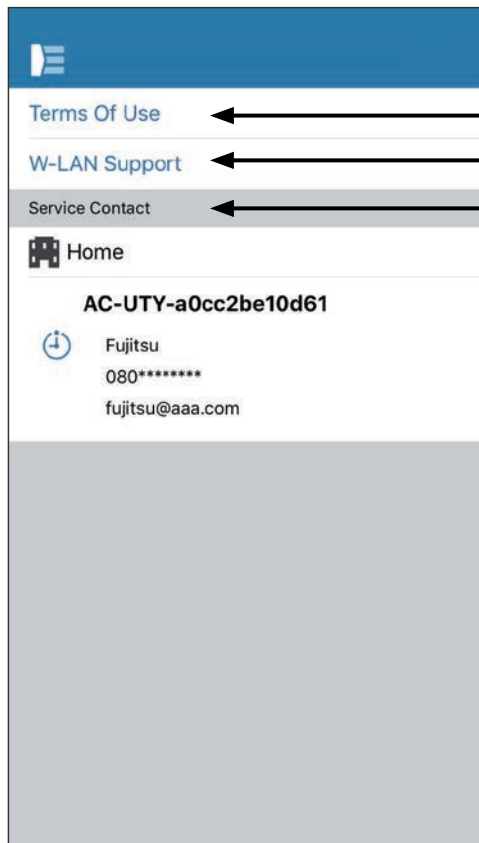 Terms Of Use
W-LAN Support
Service Contact
Home
AC-UTY-a0cc2be10d61
Fujitsu
080********
fujitsu@aaa.com